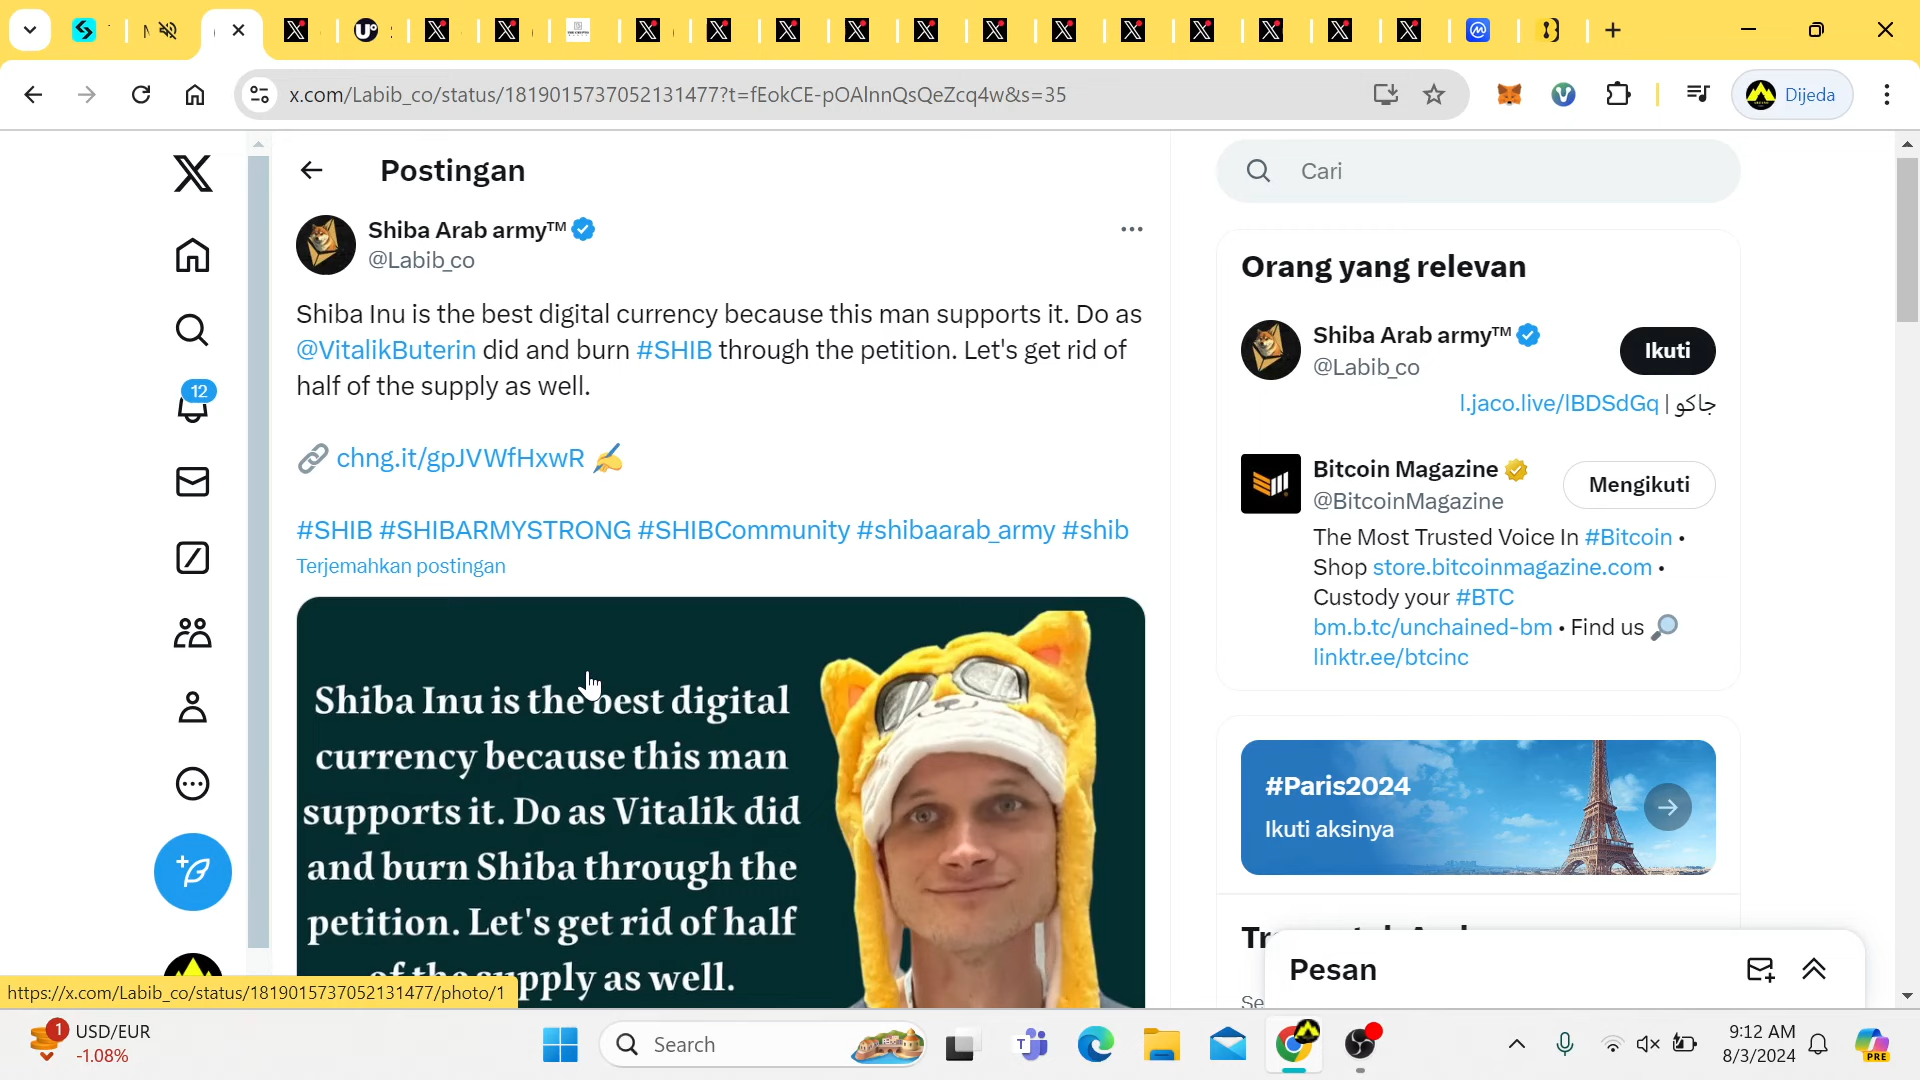 x.com/Labib_co/status/1819015737052131477?t=fEokCE-pOAlnnQsQeZcq4w&s=35
Dijeda
Postingan
Cari
Shiba Arab army™
@Labib_co
Shiba Inu is the best digital currency because this man supports it. Do as
@VitalikButerin did and burn #SHIB through the petition. Let's get rid of
half of the supply as well.
chng.it/gpJVWfHxwR
#SHIB #SHIBARMYSTRONG #SHIBCommunity #shibaarab_army #shib
Terjemahkan postingan
Shiba Inu is the best digital
currency because this man
supports it. Do as Vitalik did
and burn Shiba through the
petition. Let's get rid of half
of the supply as well.
12
Orang yang relevan
Shiba Arab army™
@Labib_co
Ikuti
جاكو | l.jaco.live/lBDSdGq
Bitcoin Magazine
@BitcoinMagazine
Mengikuti
The Most Trusted Voice In #Bitcoin •
Shop store.bitcoinmagazine.com •
Custody your #BTC
bm.b.tc/unchained-bm • Find us
linktr.ee/btcinc
#Paris2024
Ikuti aksinya
Pesan
https://x.com/Labib_co/status/1819015737052131477/photo/1
1
USD/EUR
-1.08%
Search
9:12 AM
8/3/2024
PRE